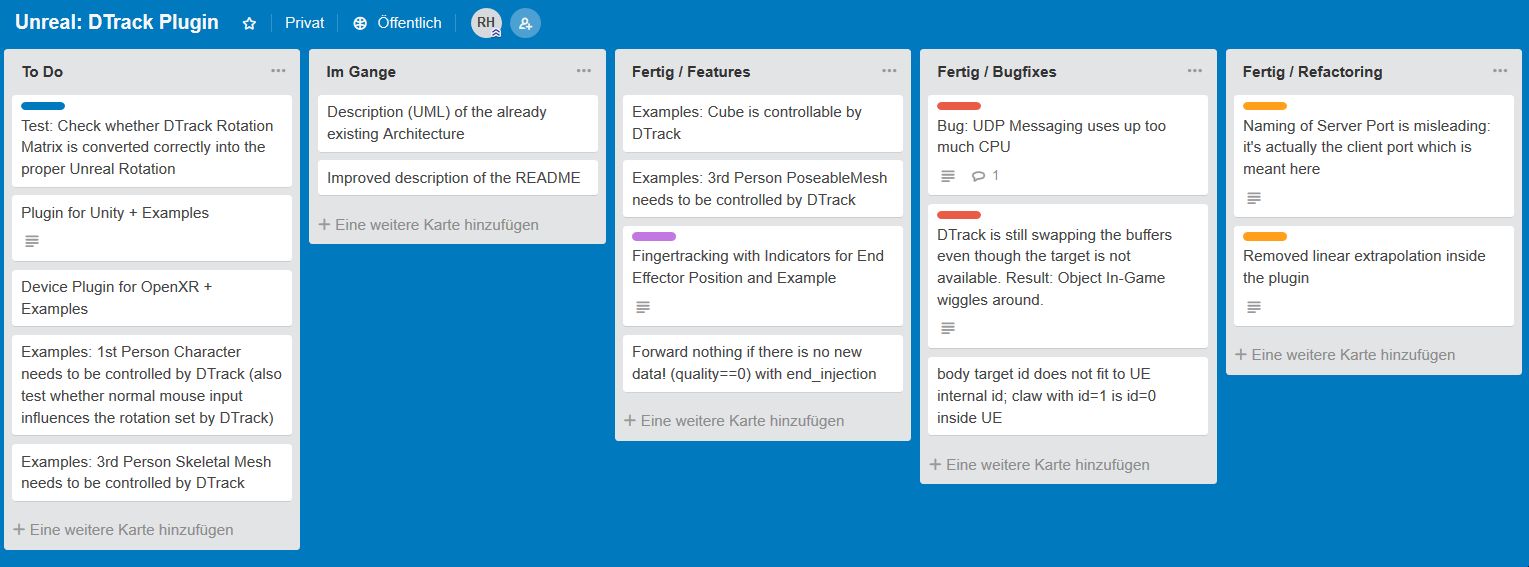 Unreal: DTrack Plugin
Privat
Öffentlich
RH
To Do
Test: Check whether DTrack Rotation
Matrix is converted correctly into the
proper Unreal Rotation
Plugin for Unity + Examples
Device Plugin for OpenXR +
Examples
Examples: 1st Person Character
needs to be controlled by DTrack (also
test whether normal mouse input
influences the rotation set by DTrack)
Examples: 3rd Person Skeletal Mesh
needs to be controlled by DTrack
+ Eine weitere Karte hinzufügen
Im Gange
Description (UML) of the already
existing Architecture
Improved description of the README
+ Eine weitere Karte hinzufügen
Fertig / Features
Examples: Cube is controllable by
DTrack
Examples: 3rd Person PoseableMesh
needs to be controlled by DTrack
Fingertracking with Indicators for End
Effector Position and Example
Forward nothing if there is no new
data! (quality==0) with end_injection
+ Eine weitere Karte hinzufügen
Fertig / Bugfixes
Bug: UDP Messaging uses up too
much CPU
1
DTrack is still swapping the buffers
even though the target is not
available. Result: Object In-Game
wiggles around.
body target id does not fit to UE
internal id; claw with id=1 is id=0
inside UE
+ Eine weitere Karte hinzufügen
Fertig / Refactoring
Naming of Server Port is misleading:
it's actually the client port which is
meant here
Removed linear extrapolation inside
the plugin
+ Eine weitere Karte hinzufügen